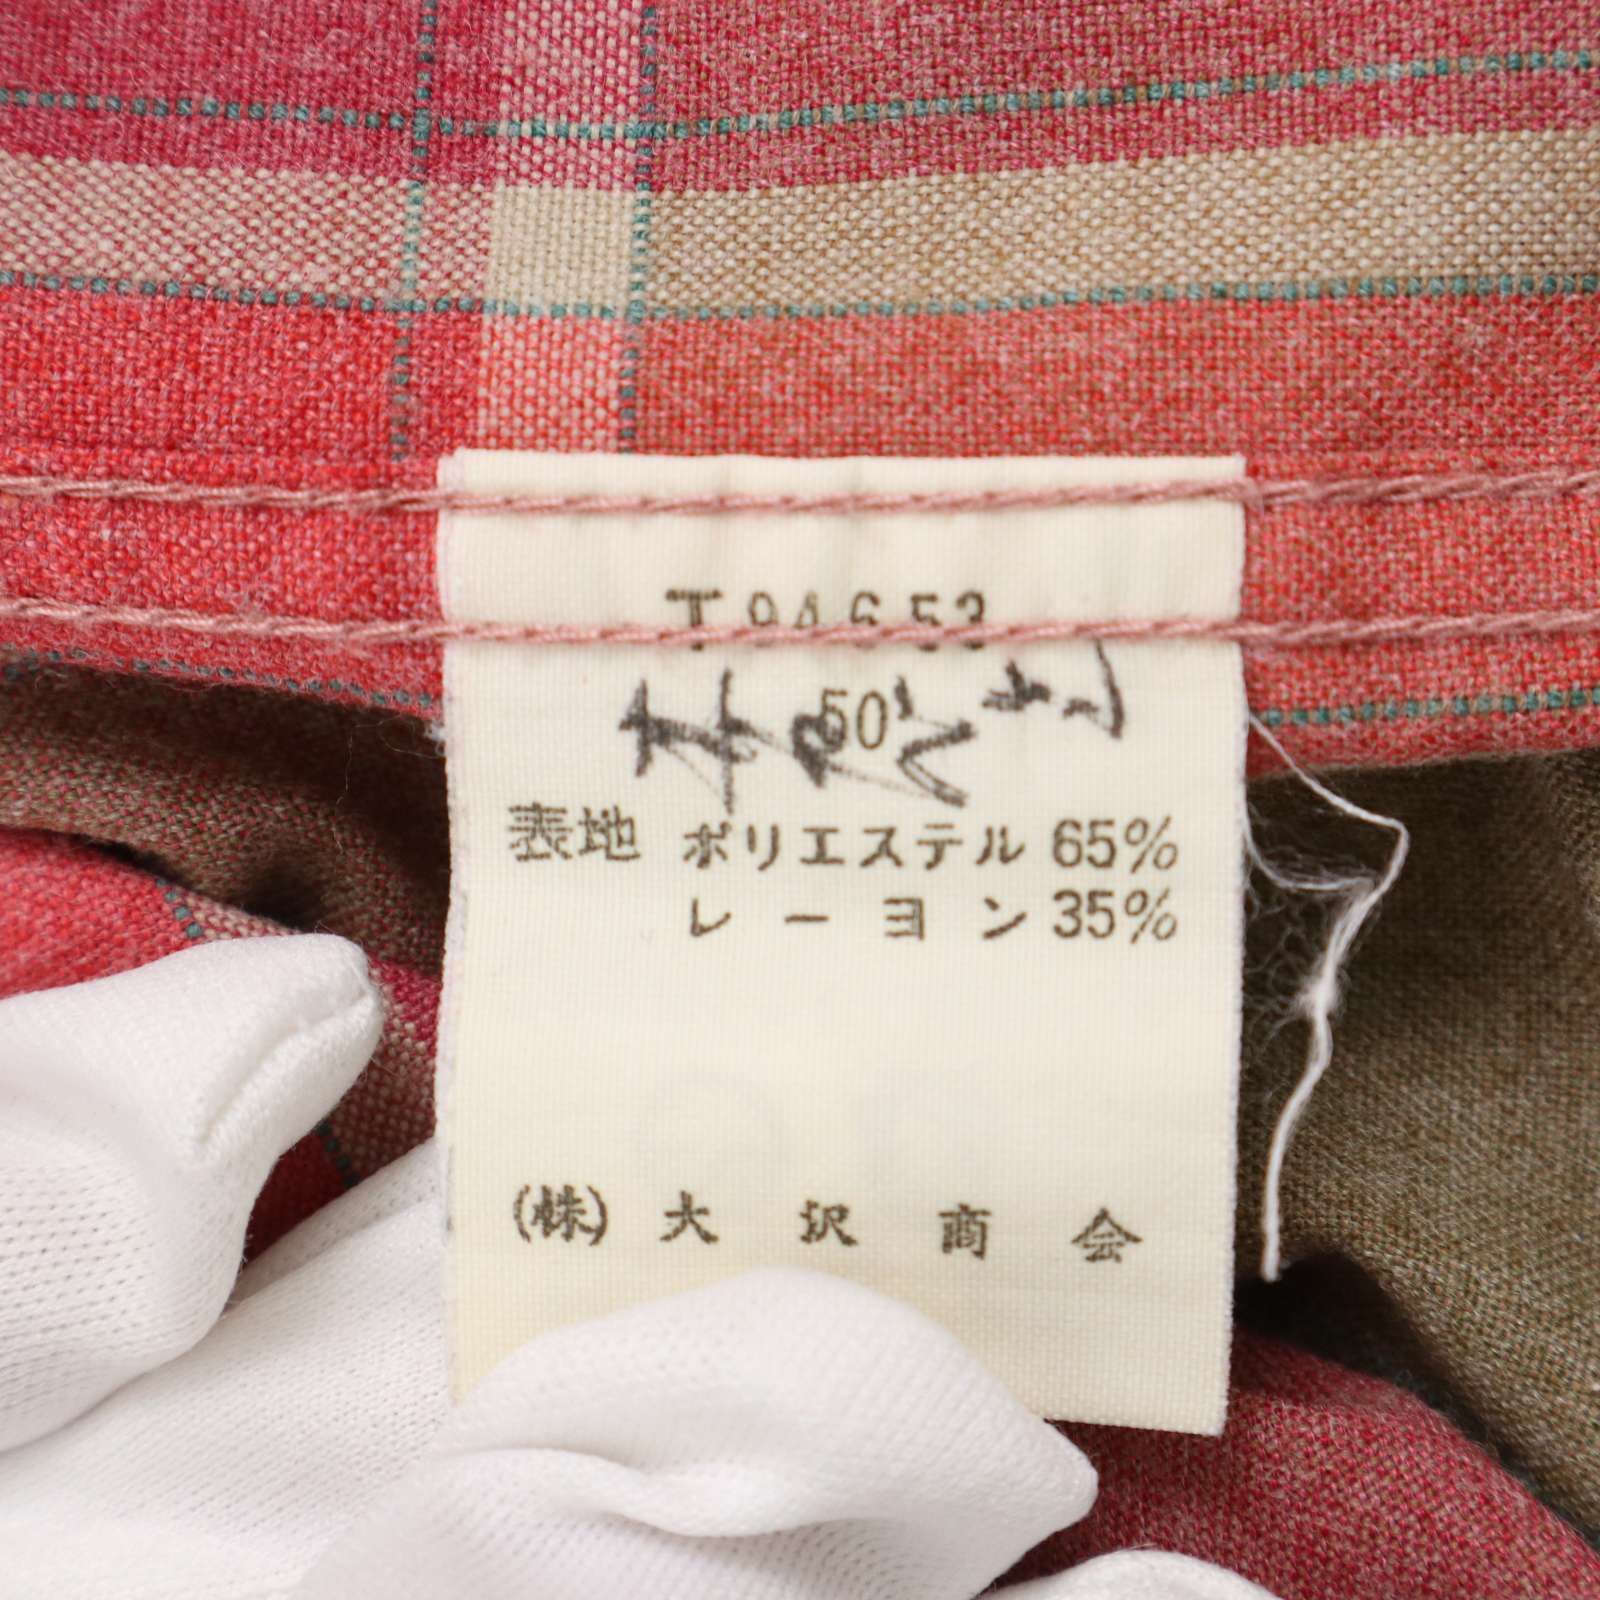 T94653
50
表地 ポリエステル 65%
レーヨン 35%
(株) 大沢商会